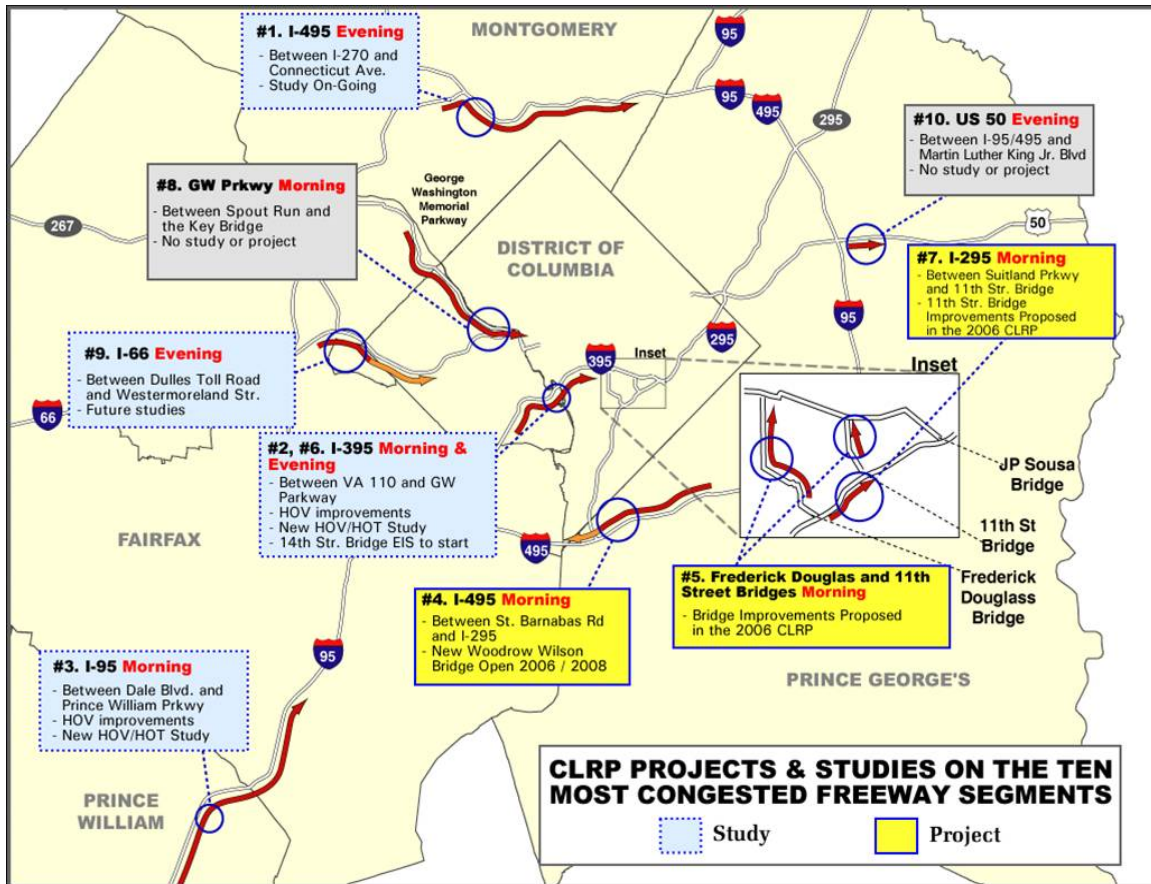 #1. I-495 Evening
- Between I-270 and
Connecticut Ave.
- Study On-Going
MONTGOMERY
95
95
495
295
#10. US 50 Evening
- Between I-95/495 and
Martin Luther King Jr. Blvd
- No study or project
#8. GW Prkwy Morning
- Between Spout Run and
the Key Bridge
- No study or project
George
Washington
Memorial
Parkway
267
50
DISTRICT OF
COLUMBIA
#7. I-295 Morning
- Between Suitland Prkwy
and 11th Str. Bridge
- 11th Str. Bridge
Improvements Proposed
in the 2006 CLRP
95
295
395
Inset
Inset
#9. I-66 Evening
- Between Dulles Toll Road
and Westermoreland Str.
- Future studies
66
#2, #6. I-395 Morning &
Evening
- Between VA 110 and GW
Parkway
- HOV improvements
- New HOV/HOT Study
- 14th Str. Bridge EIS to start
JP Sousa
Bridge
11th St
Bridge
Frederick
Douglass
Bridge
FAIRFAX
495
#4. I-495 Morning
- Between St. Barnabas Rd
and I-295
- New Woodrow Wilson
Bridge Open 2006 / 2008
#5. Frederick Douglas and 11th
Street Bridges Morning
- Bridge Improvements Proposed
in the 2006 CLRP
95
#3. I-95 Morning
- Between Dale Blvd. and
Prince William Prkwy
- HOV improvements
- New HOV/HOT Study
PRINCE GEORGE'S
PRINCE
WILLIAM
CLRP PROJECTS & STUDIES ON THE TEN
MOST CONGESTED FREEWAY SEGMENTS
Study
Project